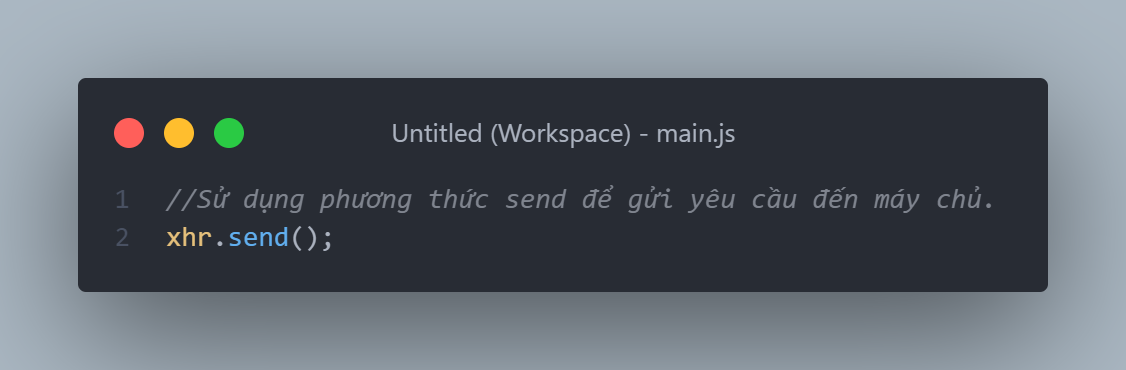 Untitled (Workspace) - main.js
1 //Sử dụng phương thức send để gửi yêu cầu đến máy chủ.
2 xhr.send();